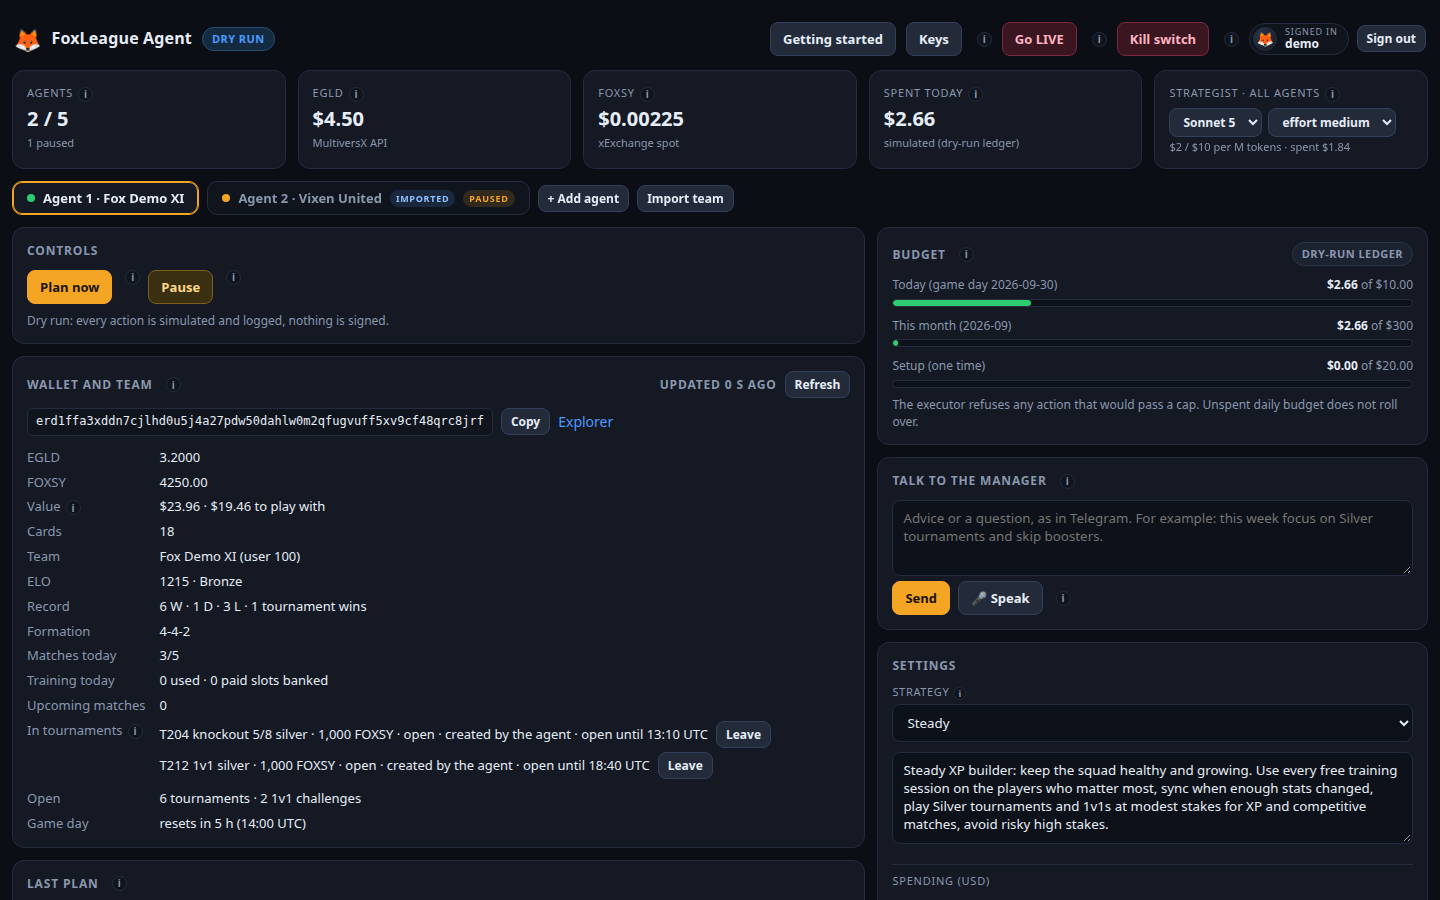 FoxLeague Agent DRY RUN Getting started Keys i Go LIVE i Kill switch i SIGNED IN demo Sign out
AGENTS i
2 / 5
1 paused
EGLD i
$4.50
MultiversX API
FOXSY i
$0.00225
xExchange spot
SPENT TODAY i
$2.66
simulated (dry-run ledger)
STRATEGIST · ALL AGENTS i
Sonnet 5 effort medium
$2 / $10 per M tokens · spent $1.84
Agent 1 · Fox Demo XI Agent 2 · Vixen United IMPORTED PAUSED + Add agent Import team
CONTROLS
Plan now i Pause i
Dry run: every action is simulated and logged, nothing is signed.
WALLET AND TEAM i UPDATED 0 S AGO Refresh
erd1ffa3xddn7cjlhd0u5j4a27pdw50dahlw0m2qfugvuff5xv9cf48qrc8jrf Copy Explorer
EGLD 3.2000
FOXSY 4250.00
Value i $23.96 · $19.46 to play with
Cards 18
Team Fox Demo XI (user 100)
ELO 1215 · Bronze
Record 6 W · 1 D · 3 L · 1 tournament wins
Formation 4-4-2
Matches today 3/5
Training today 0 used · 0 paid slots banked
Upcoming matches 0
In tournaments i T204 knockout 5/8 silver · 1,000 FOXSY · open · created by the agent · open until 13:10 UTC Leave
T212 1v1 silver · 1,000 FOXSY · open · created by the agent · open until 18:40 UTC Leave
Open 6 tournaments · 2 1v1 challenges
Game day resets in 5 h (14:00 UTC)
LAST PLAN i
BUDGET i DRY-RUN LEDGER
Today (game day 2026-09-30) $2.66 of $10.00
This month (2026-09) $2.66 of $300
Setup (one time) $0.00 of $20.00
The executor refuses any action that would pass a cap. Unspent daily budget does not roll
over.
TALK TO THE MANAGER i
Advice or a question, as in Telegram. For example: this week focus on Silver
tournaments and skip boosters.
Send Speak i
SETTINGS
STRATEGY i
Steady
Steady XP builder: keep the squad healthy and growing. Use every free training
session on the players who matter most, sync when enough stats changed,
play Silver tournaments and 1v1s at modest stakes for XP and competitive
matches, avoid risky high stakes.
SPENDING (USD)